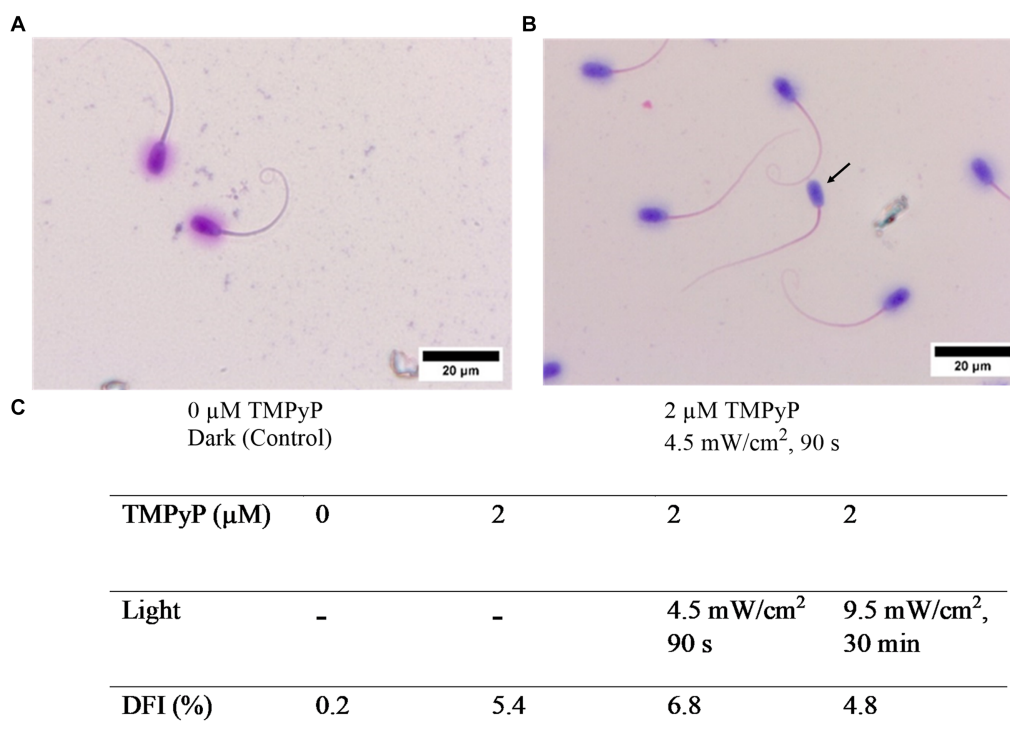 A
B
20 µm
20 µm
C
0 µM TMPyP
Dark (Control)
2 µM TMPyP
4.5 mW/cm², 90 s
TMPyP (µM) 0 2 2 2
Light - - 4.5 mW/cm² 9.5 mW/cm²,
90 s 30 min
DFI (%) 0.2 5.4 6.8 4.8